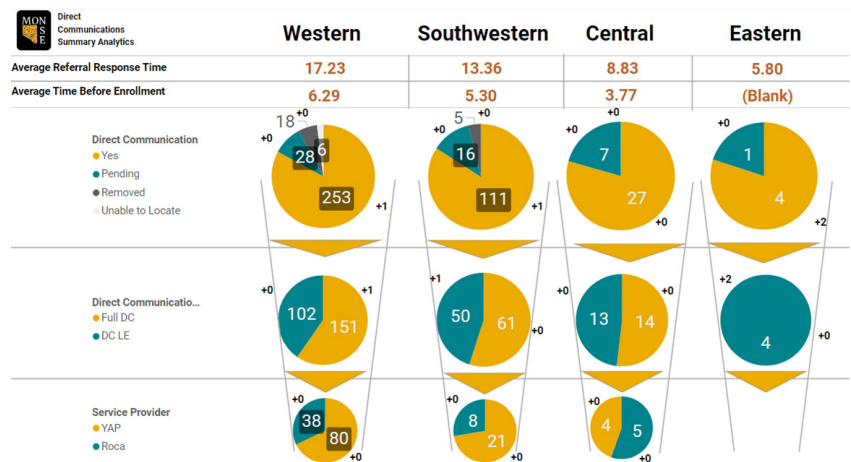 MON
S
E
Direct
Communications
Summary Analytics
Western Southwestern Central Eastern
Average Referral Response Time 17.23 13.36 8.83 5.80
Average Time Before Enrollment 6.29 5.30 3.77 (Blank)
Direct Communication
Yes
Pending
Removed
Unable to Locate
+0 18 +0 28 6 253 +1
+0 5 +0 16 111 +1
+0 7 27 +0
+0 1 4 +2
Direct Communicatio...
Full DC
DC LE
+0 102 151 +1
+1 50 61 +0
+0 13 14 +0
+2 4 +0
Service Provider
YAP
Roca
+0 38 80 +0
+0 8 21 +0
+0 4 5 +0